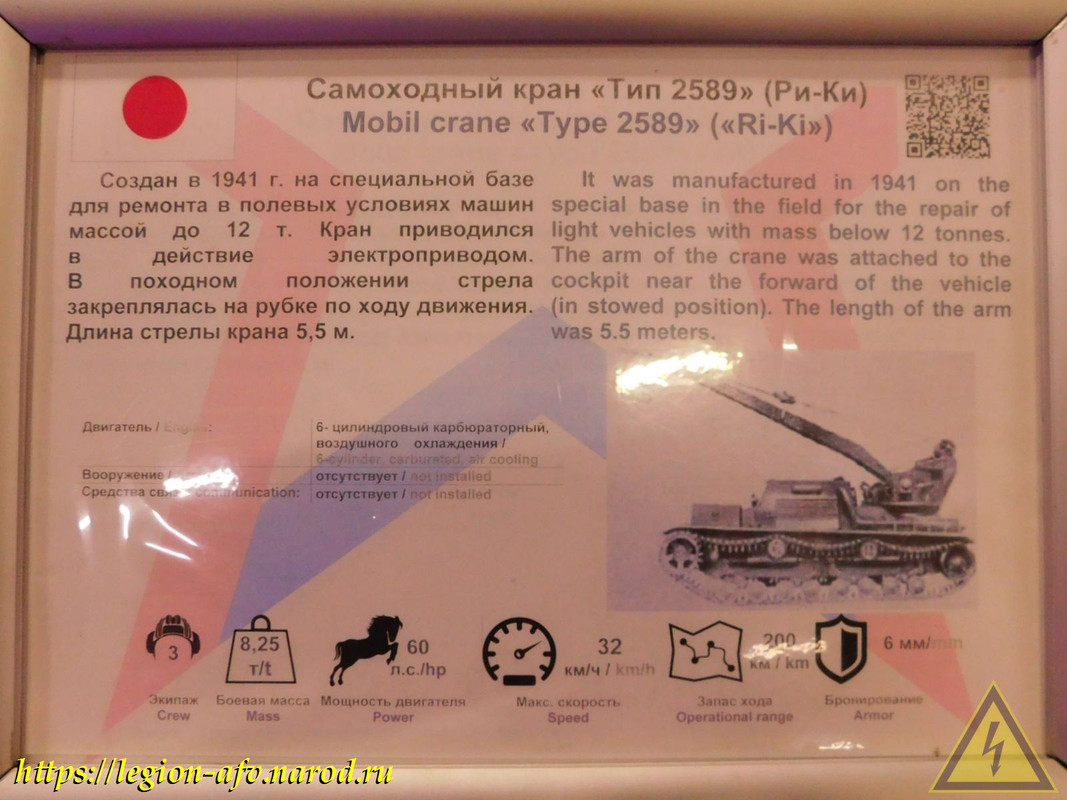 Самоходный кран «Тип 2589» (Ри-Ки)
Mobil crane «Type 2589» («Ri-Ki»)
Создан в 1941 г. на специальной базе
для ремонта в полевых условиях машин
массой до 12 т. Кран приводился
в действие электроприводом.
В походном положении стрела
закреплялась на рубке по ходу движения.
Длина стрелы крана 5,5 м.
It was manufactured in 1941 on the
special base in the field for the repair of
light vehicles with mass below 12 tonnes.
The arm of the crane was attached to the
cockpit near the forward of the vehicle
(in stowed position). The length of the arm
was 5.5 meters.
Двигатель / Engine:
6- цилиндровый карбюраторный,
воздушного охлаждения /
6-cylinder, carbureted, air cooling
Вооружение /
отсутствует / not installed
Средства связи / communication:
отсутствует / not installed
3
Экипаж
Crew
8,25
т/t
Боевая масса
Mass
60
л.с./hp
Мощность двигателя
Power
32
км/ч / km/h
Макс. скорость
Speed
200
км / km
Запас хода
Operational range
6 мм/mm
Бронирование
Armor
https://legion-afv.narod.ru